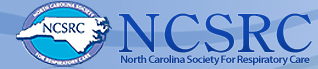 NORTH CAROLINA SOCIETY
NCSRC
FOR RESPIRATORY CARE
NCSRC
North Carolina Society For Respiratory Care